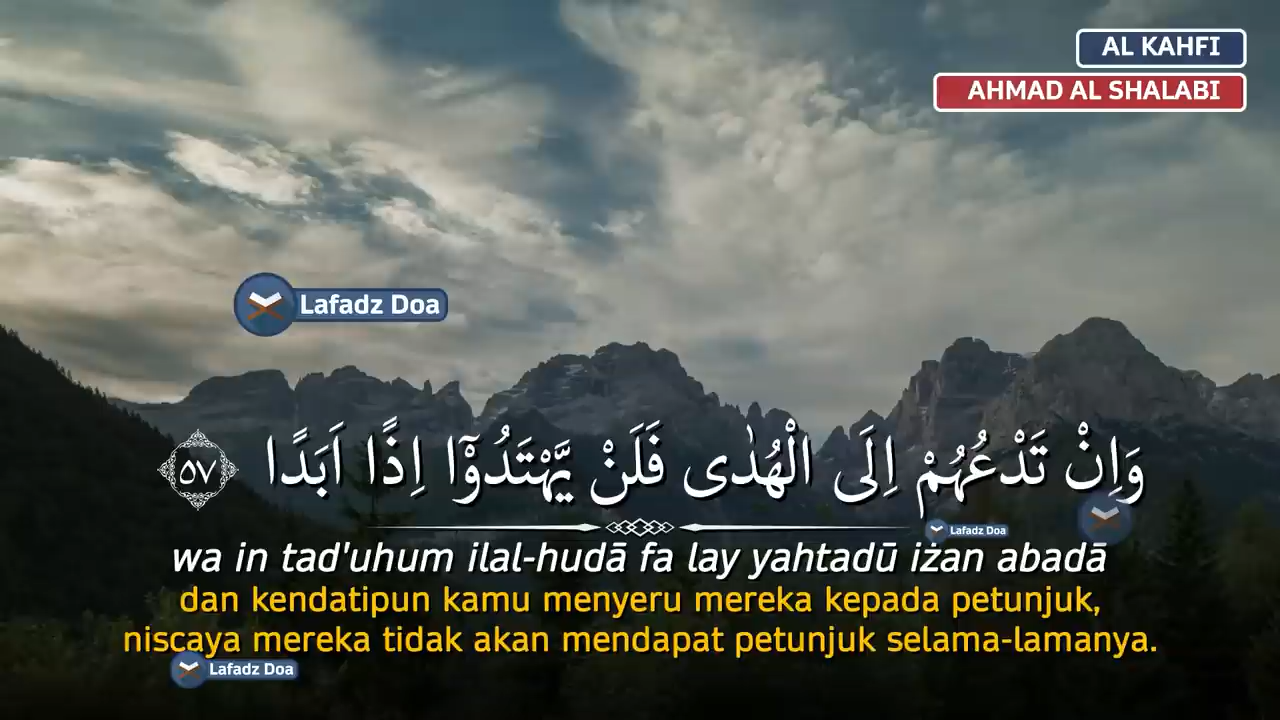 AL KAHFI
AHMAD AL SHALABI
Lafadz Doa
وَاِنْ تَدْعُهُمْ اِلَى الْهُدٰى فَلَنْ يَّهْتَدُوْٓا اِذًا اَبَدًا ٥٧
Lafadz Doa
wa in tad'uhum ilal-hudā fa lay yahtadū iżan abadā
dan kendatipun kamu menyeru mereka kepada petunjuk,
niscaya mereka tidak akan mendapat petunjuk selama-lamanya.
Lafadz Doa